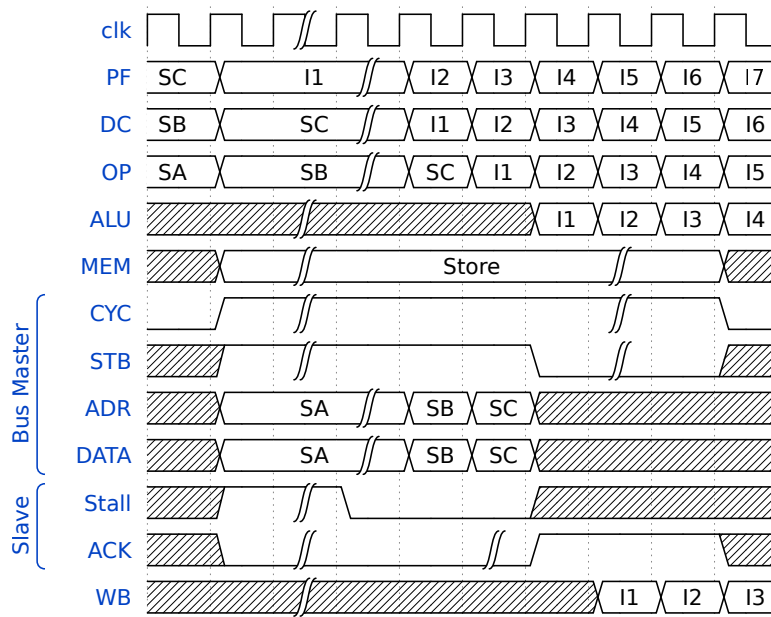 clk
PF SC I1 I2 I3 I4 I5 I6 I7
DC SB SC I1 I2 I3 I4 I5 I6
OP SA SB SC I1 I2 I3 I4 I5
ALU I1 I2 I3 I4
MEM Store
Bus Master
CYC
STB
ADR SA SB SC
DATA SA SB SC
Slave
Stall
ACK
WB I1 I2 I3